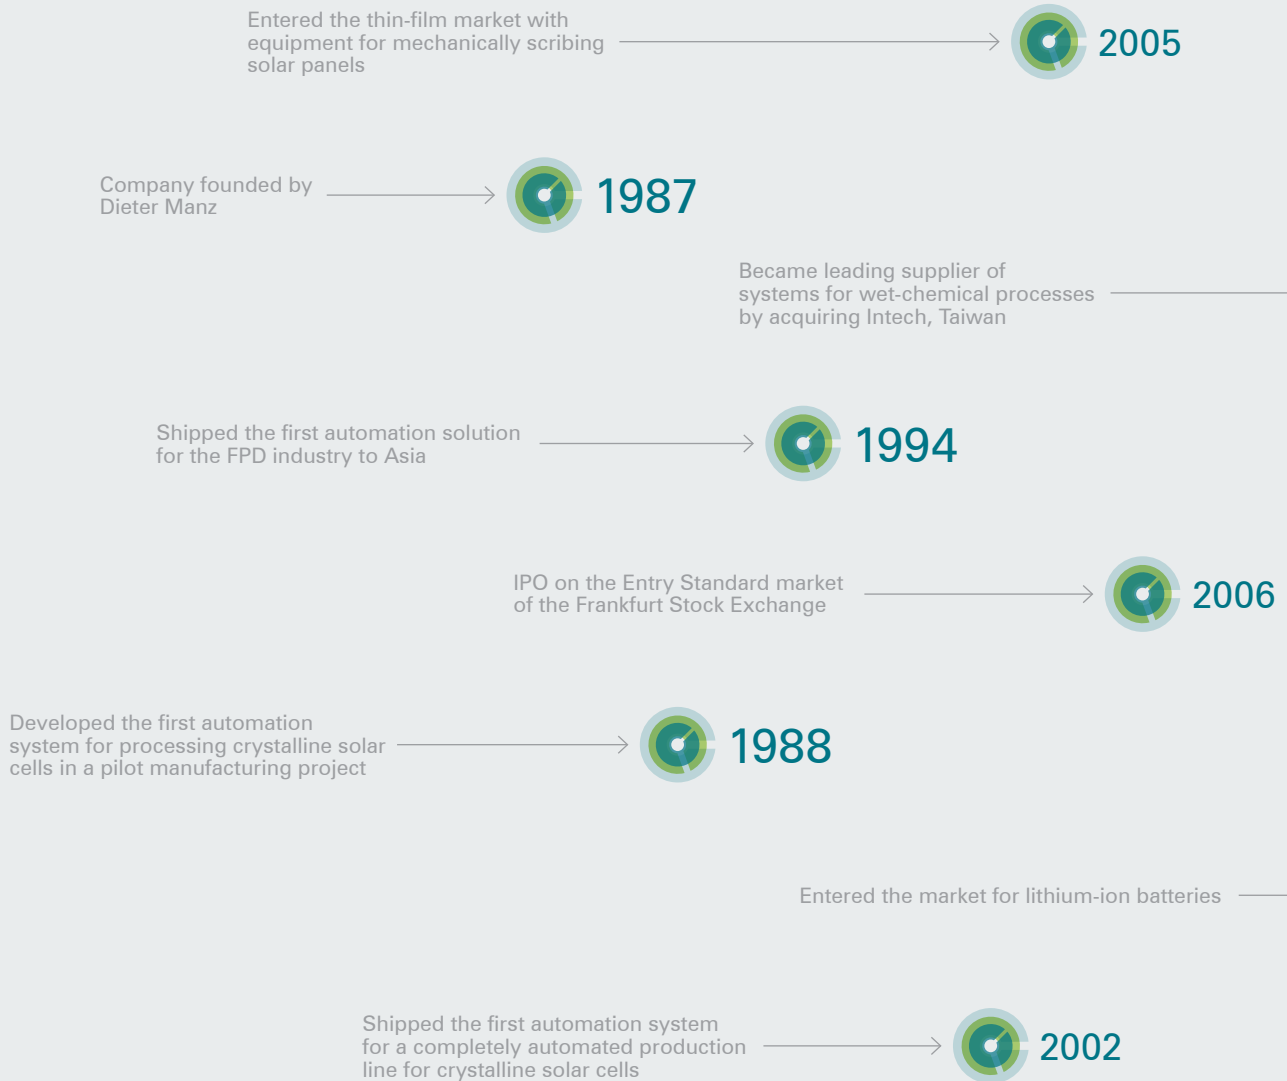 Entered the thin-film market with
equipment for mechanically scribing
solar panels
2005
Company founded by
Dieter Manz
1987
Became leading supplier of
systems for wet-chemical processes
by acquiring Intech, Taiwan
Shipped the first automation solution
for the FPD industry to Asia
1994
IPO on the Entry Standard market
of the Frankfurt Stock Exchange
2006
Developed the first automation
system for processing crystalline solar
cells in a pilot manufacturing project
1988
Entered the market for lithium-ion batteries
Shipped the first automation system
for a completely automated production
line for crystalline solar cells
2002